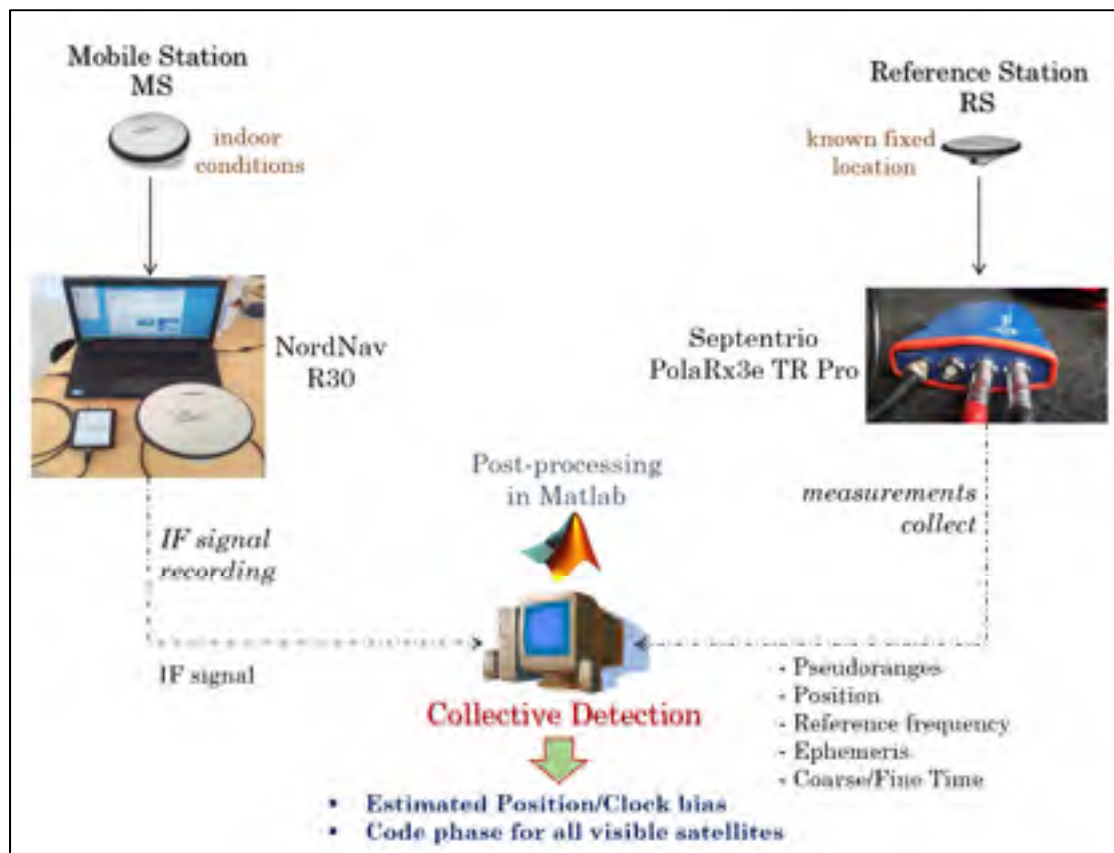 Mobile Station
MS
indoor
conditions
Reference Station
RS
known fixed
location
NordNav
R30
Septentrio
PolaRx3e TR Pro
Post-processing
in Matlab
IF signal
recording
measurements
collect
IF signal
- Pseudoranges
- Position
- Reference frequency
- Ephemeris
- Coarse/Fine Time
Collective Detection
▪ Estimated Position/Clock bias
▪ Code phase for all visible satellites